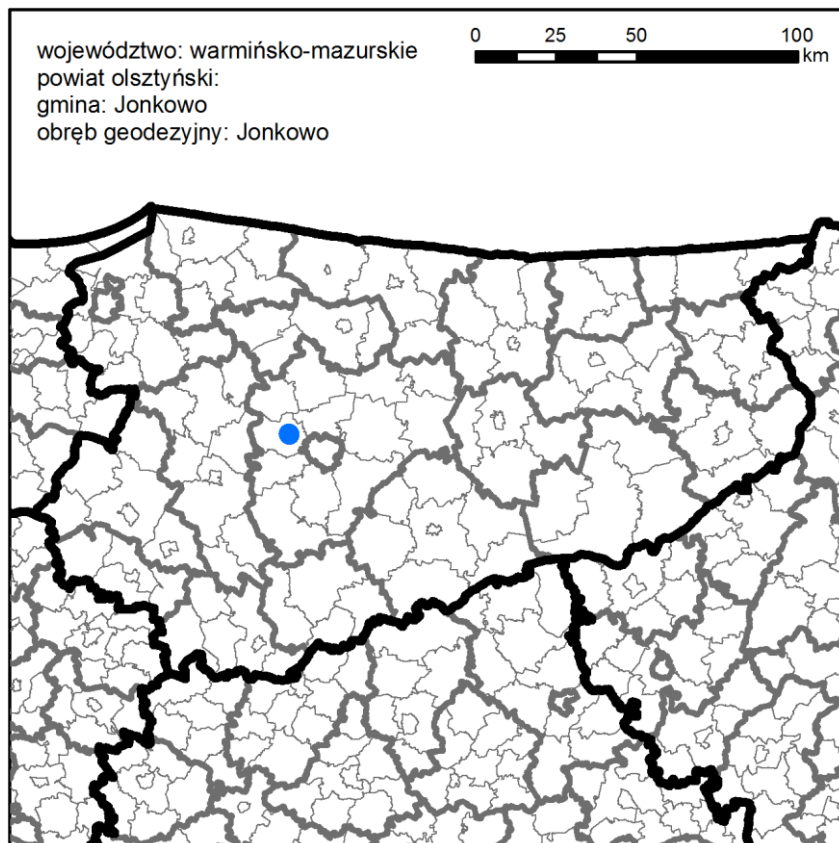 województwo: warmińsko-mazurskie
powiat olsztyński:
gmina: Jonkowo
obręb geodezyjny: Jonkowo
0 25 50 100
km